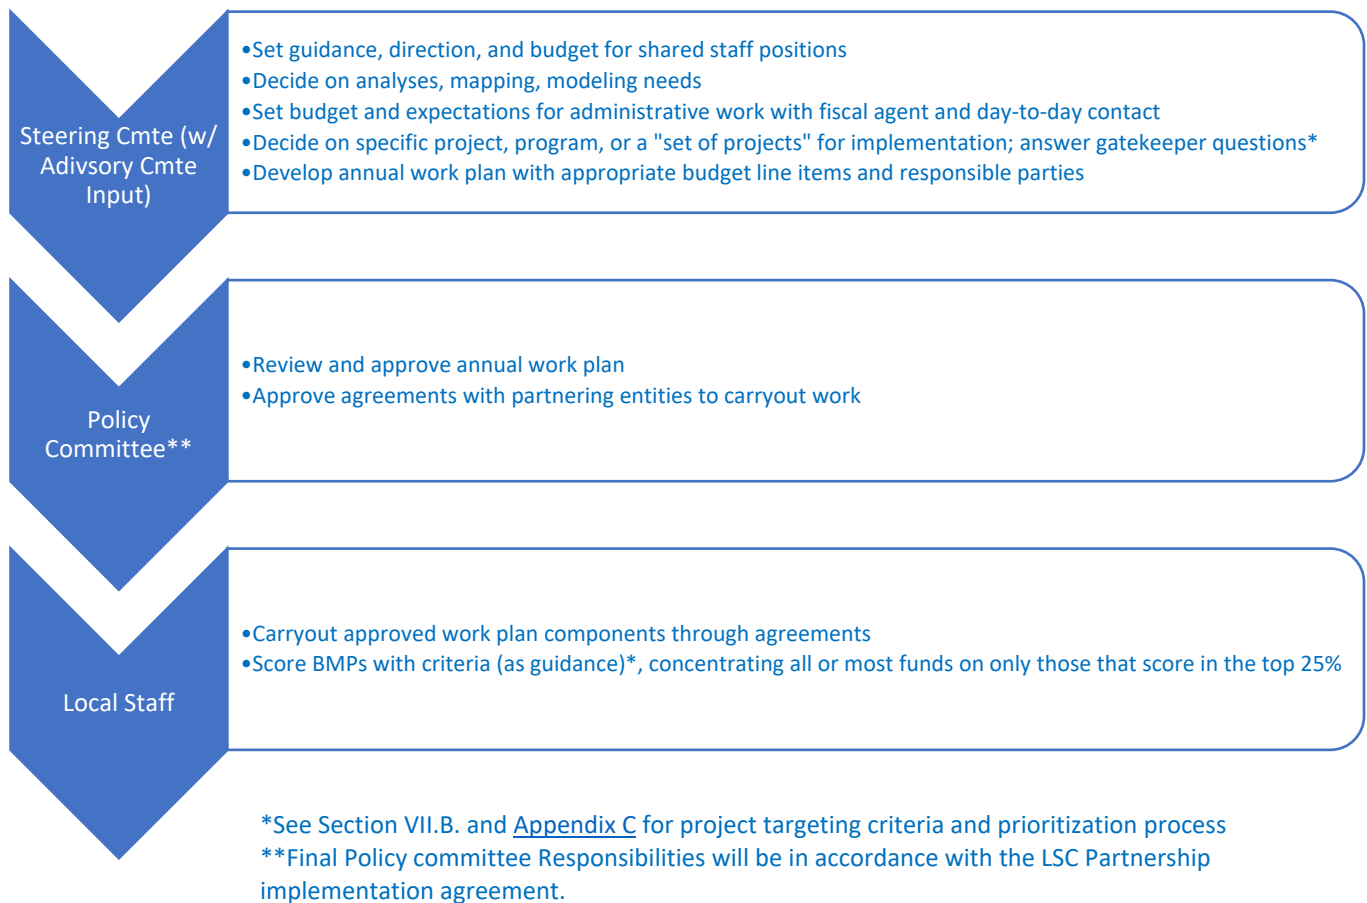 Steering Cmte (w/
Adivsory Cmte
Input)
•Set guidance, direction, and budget for shared staff positions
•Decide on analyses, mapping, modeling needs
•Set budget and expectations for administrative work with fiscal agent and day-to-day contact
•Decide on specific project, program, or a "set of projects" for implementation; answer gatekeeper questions*
•Develop annual work plan with appropriate budget line items and responsible parties
Policy
Committee**
•Review and approve annual work plan
•Approve agreements with partnering entities to carryout work
Local Staff
•Carryout approved work plan components through agreements
•Score BMPs with criteria (as guidance)*, concentrating all or most funds on only those that score in the top 25%
*See Section VII.B. and Appendix C for project targeting criteria and prioritization process
**Final Policy committee Responsibilities will be in accordance with the LSC Partnership
implementation agreement.